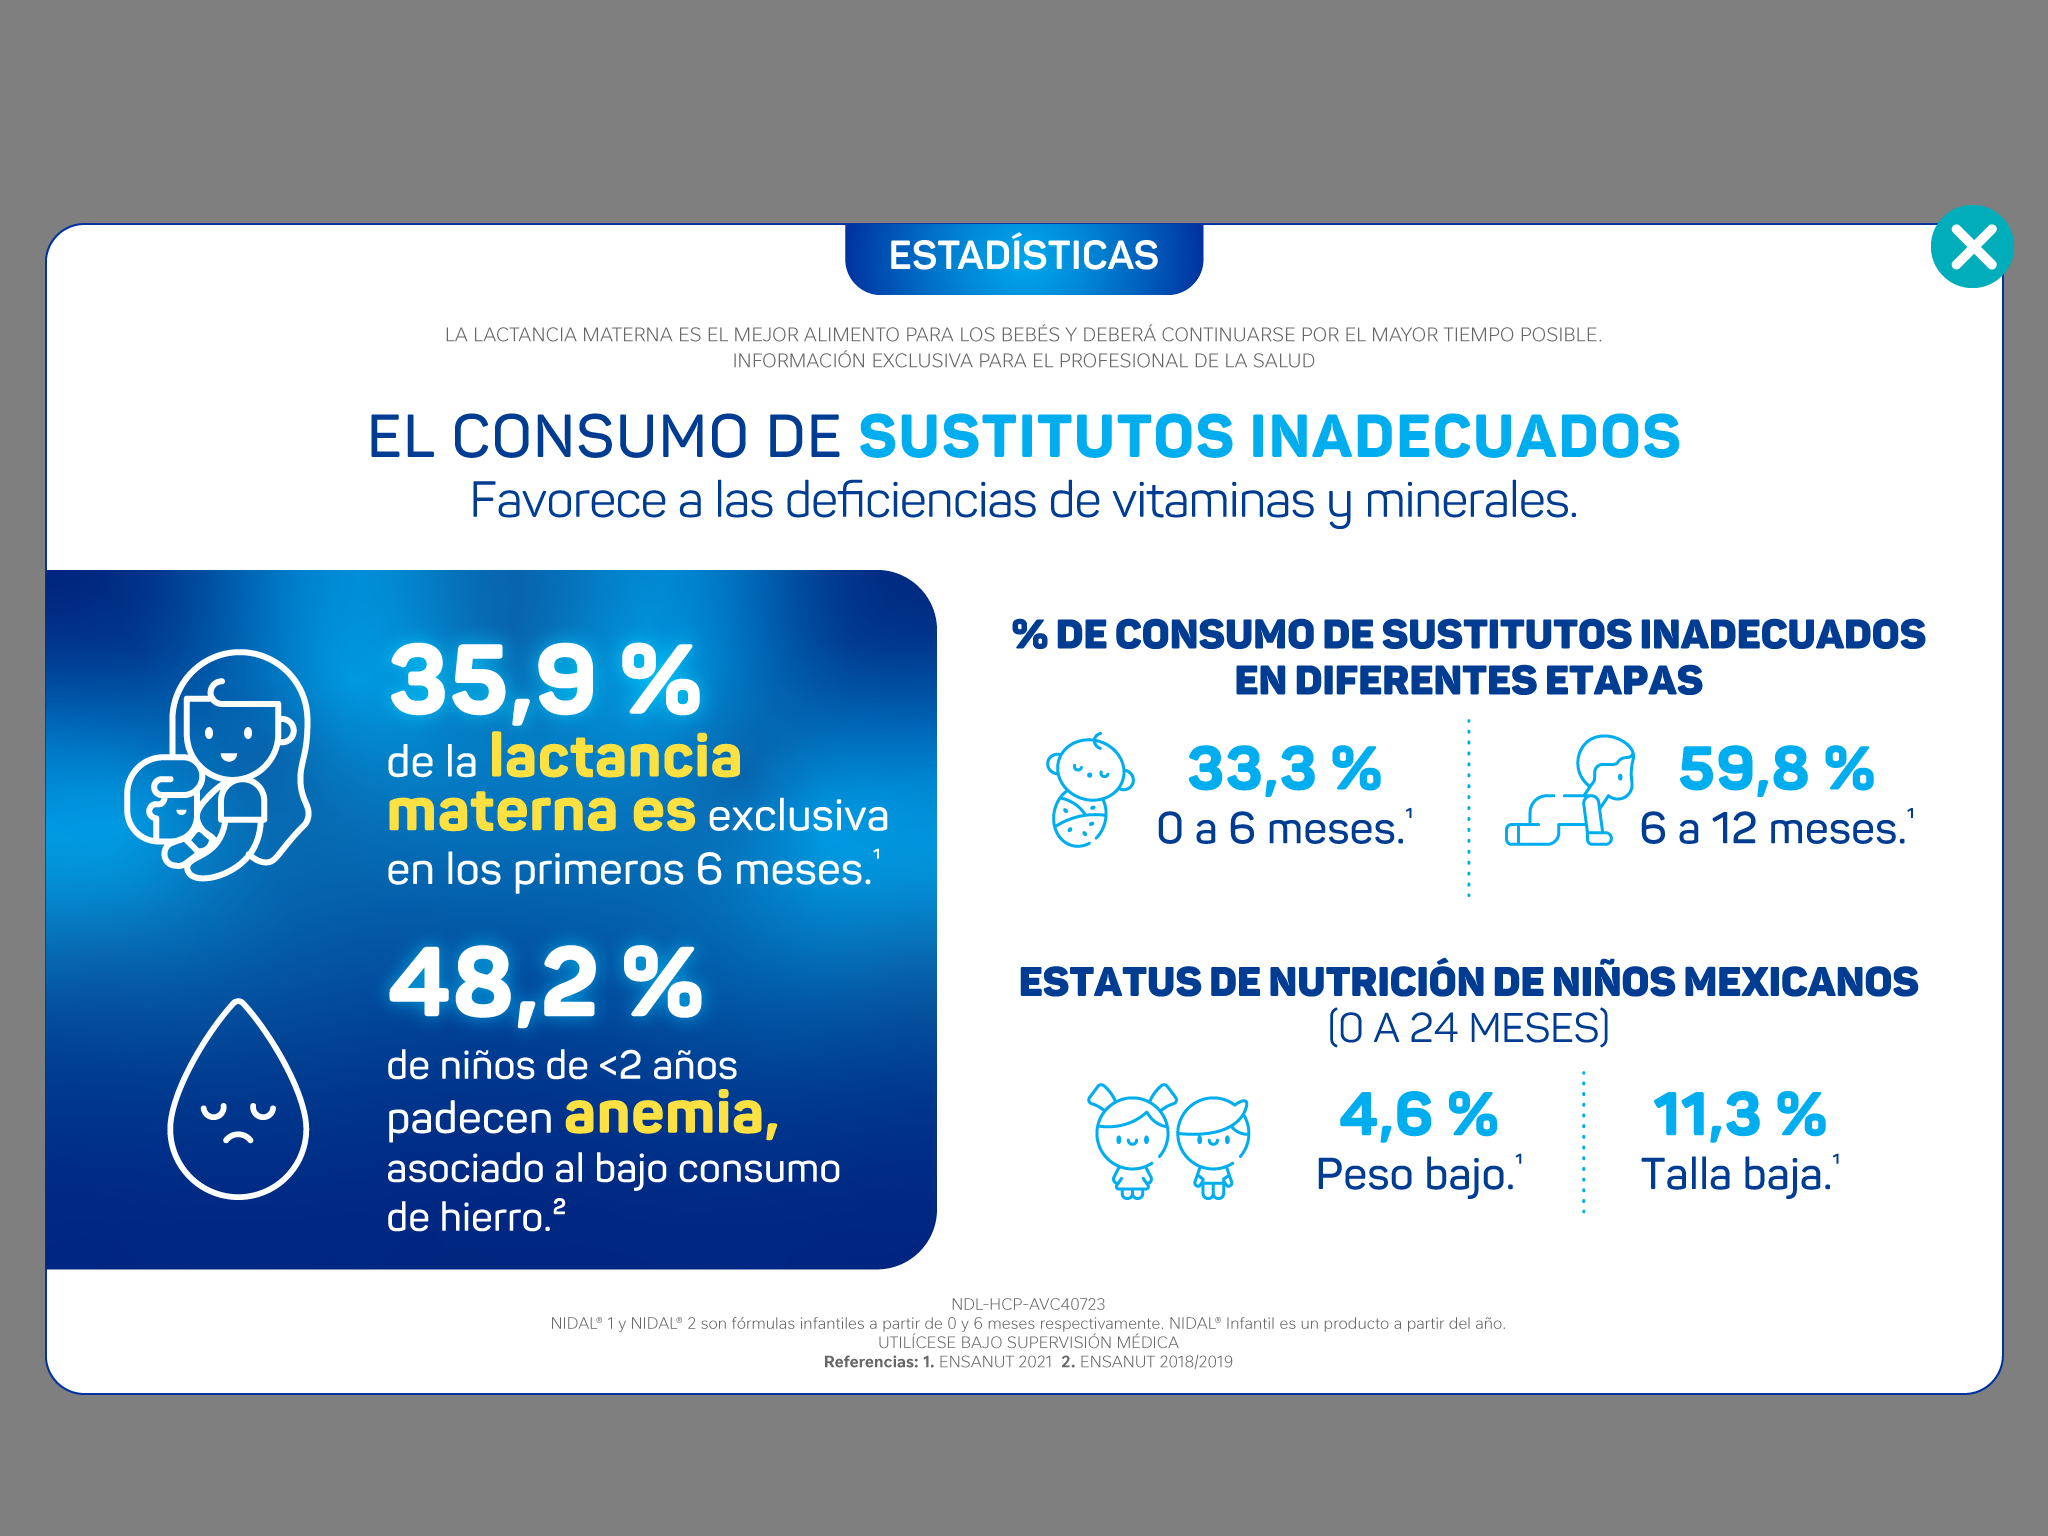 ESTADÍSTICAS
LA LACTANCIA MATERNA ES EL MEJOR ALIMENTO PARA LOS BEBÉS Y DEBERÁ CONTINUARSE POR EL MAYOR TIEMPO POSIBLE.
INFORMACIÓN EXCLUSIVA PARA EL PROFESIONAL DE LA SALUD
EL CONSUMO DE SUSTITUTOS INADECUADOS
Favorece a las deficiencias de vitaminas y minerales.
35,9 %
de la lactancia
materna es exclusiva
en los primeros 6 meses.¹
48,2 %
de niños de <2 años
padecen anemia,
asociado al bajo consumo
de hierro.²
% DE CONSUMO DE SUSTITUTOS INADECUADOS
EN DIFERENTES ETAPAS
33,3 %
0 a 6 meses.¹
59,8 %
6 a 12 meses.¹
ESTATUS DE NUTRICIÓN DE NIÑOS MEXICANOS
(0 A 24 MESES)
4,6 %
Peso bajo.¹
11,3 %
Talla baja.¹
NDL-HCP-AVC40723
NIDAL® 1 y NIDAL® 2 son fórmulas infantiles a partir de 0 y 6 meses respectivamente. NIDAL® Infantil es un producto a partir del año.
UTILÍCESE BAJO SUPERVISIÓN MÉDICA
Referencias: 1. ENSANUT 2021 2. ENSANUT 2018/2019